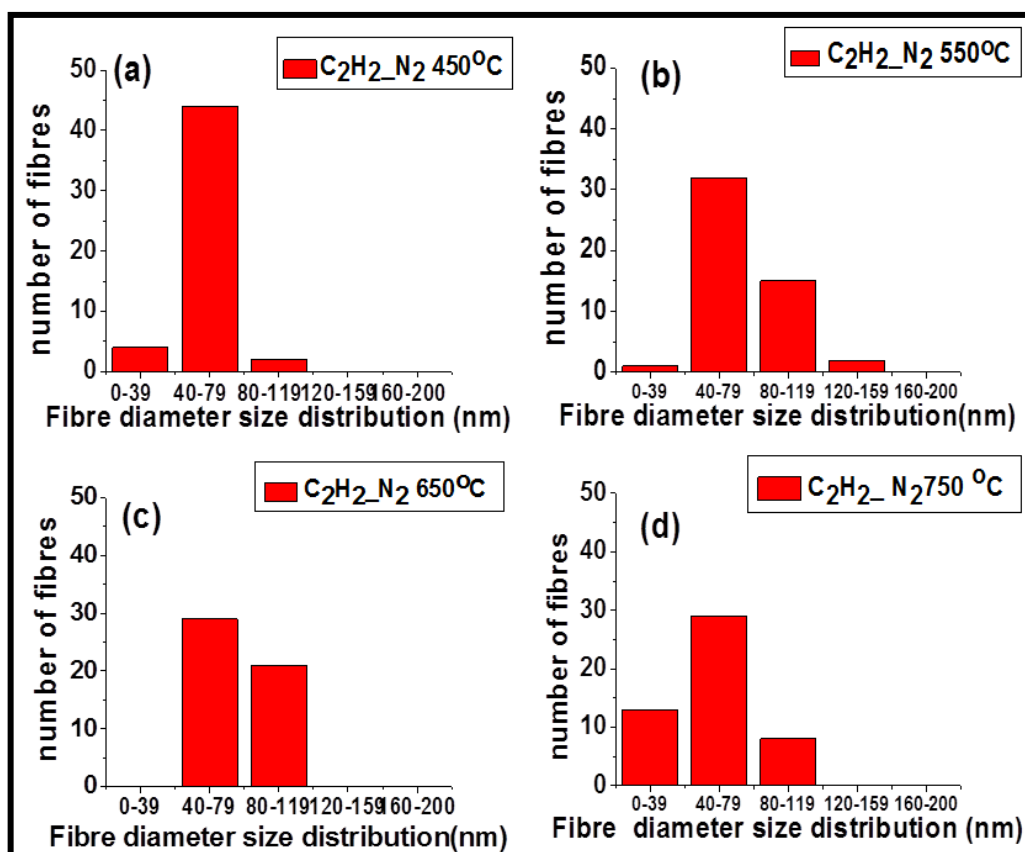 (a)
C₂H₂_N₂ 450⁰C
50
40
30
20
10
0
number of fibres
0-39 40-79 80-119 120-159 160-200
Fibre diameter size distribution (nm)
(b)
C₂H₂_N₂ 550⁰C
50
40
30
20
10
0
number of fibres
0-39 40-79 80-119 120-159 160-200
Fibre diameter size distribution(nm)
(c)
C₂H₂_N₂ 650⁰C
50
40
30
20
10
0
number of fibres
0-39 40-79 80-119 120-159 160-200
Fibre diameter size distribution(nm)
(d)
C₂H₂_ N₂750 ⁰C
50
40
30
20
10
0
number of fibres
0-39 40-79 80-119 120-159 160-200
Fibre diameter size distribution (nm)